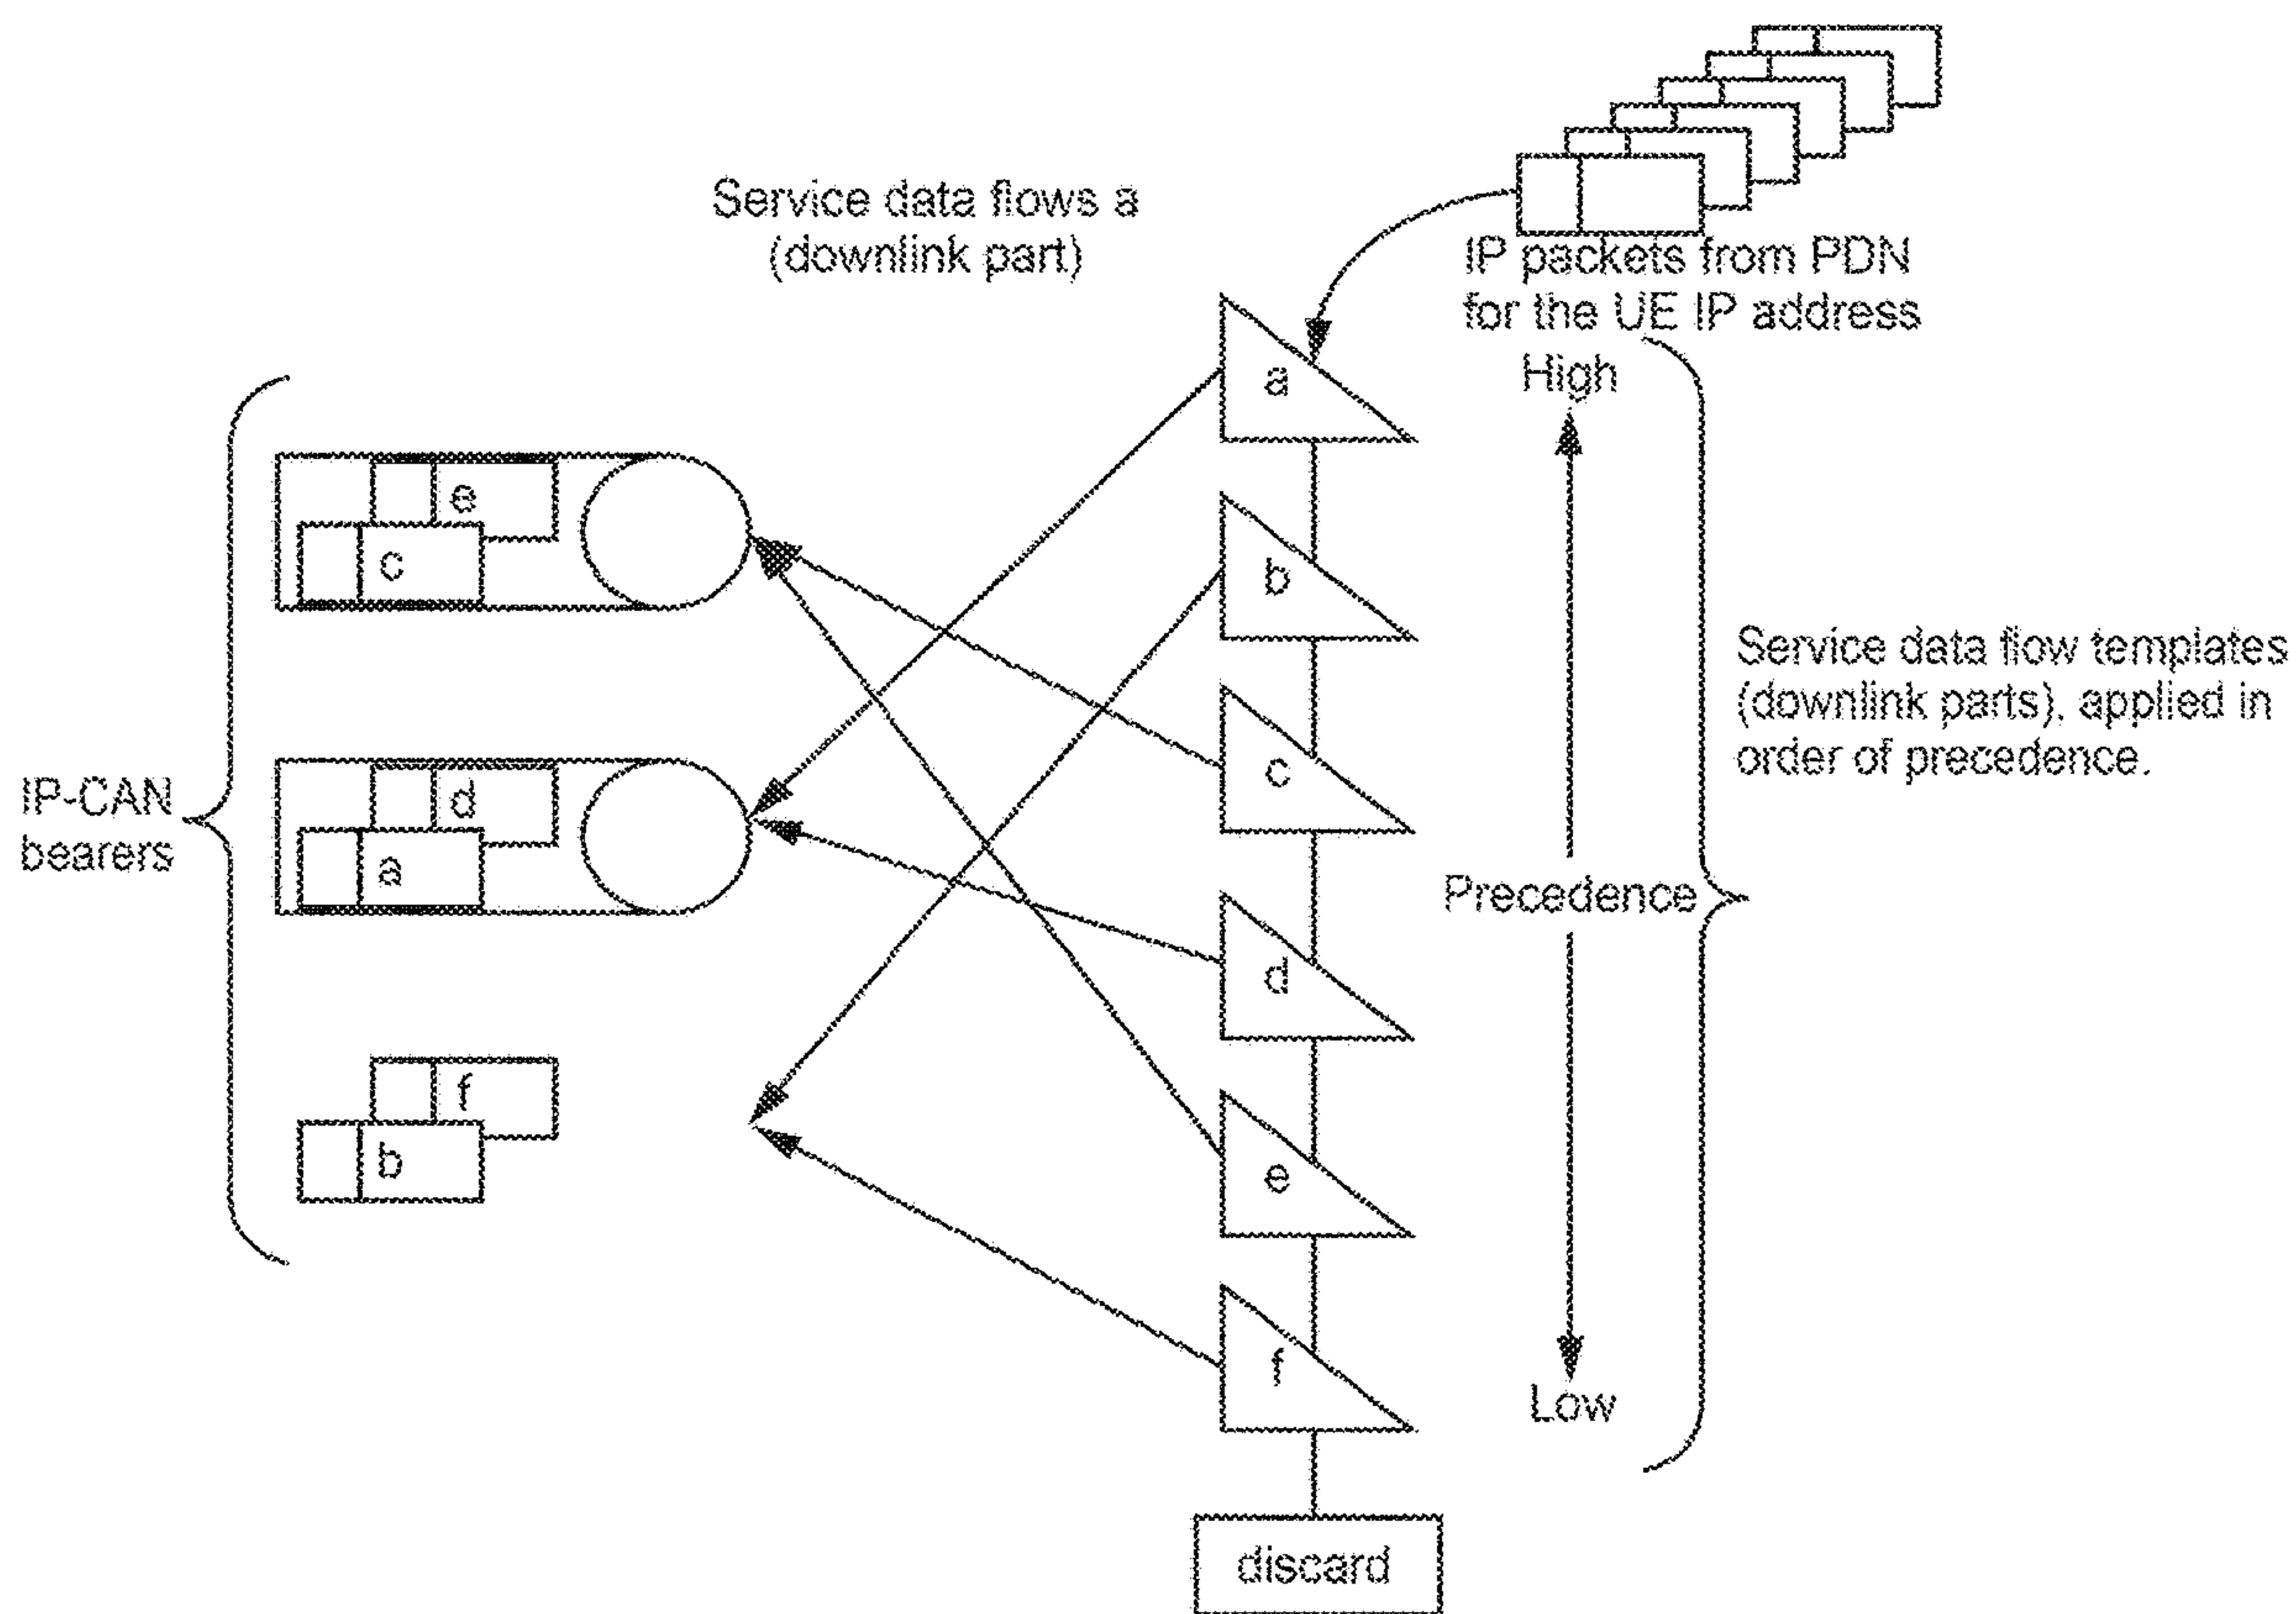 Service data flows a
(downlink part)
IP packets from PDN
for the UE IP address
High
a
b
c
d
e
f
Precedence
Low
discard
Service data flow templates
(downlink parts), applied in
order of precedence.
IP-CAN
bearers
e
c
d
a
f
b